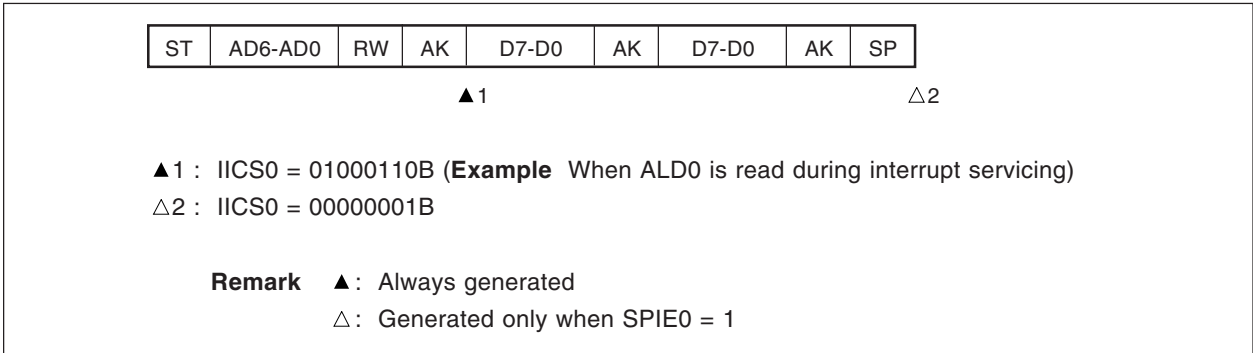 ST AD6-AD0 RW AK D7-D0 AK D7-D0 AK SP
▲1 △2
▲1 : IICS0 = 01000110B (Example When ALD0 is read during interrupt servicing)
△2 : IICS0 = 00000001B
Remark ▲: Always generated
△: Generated only when SPIE0 = 1